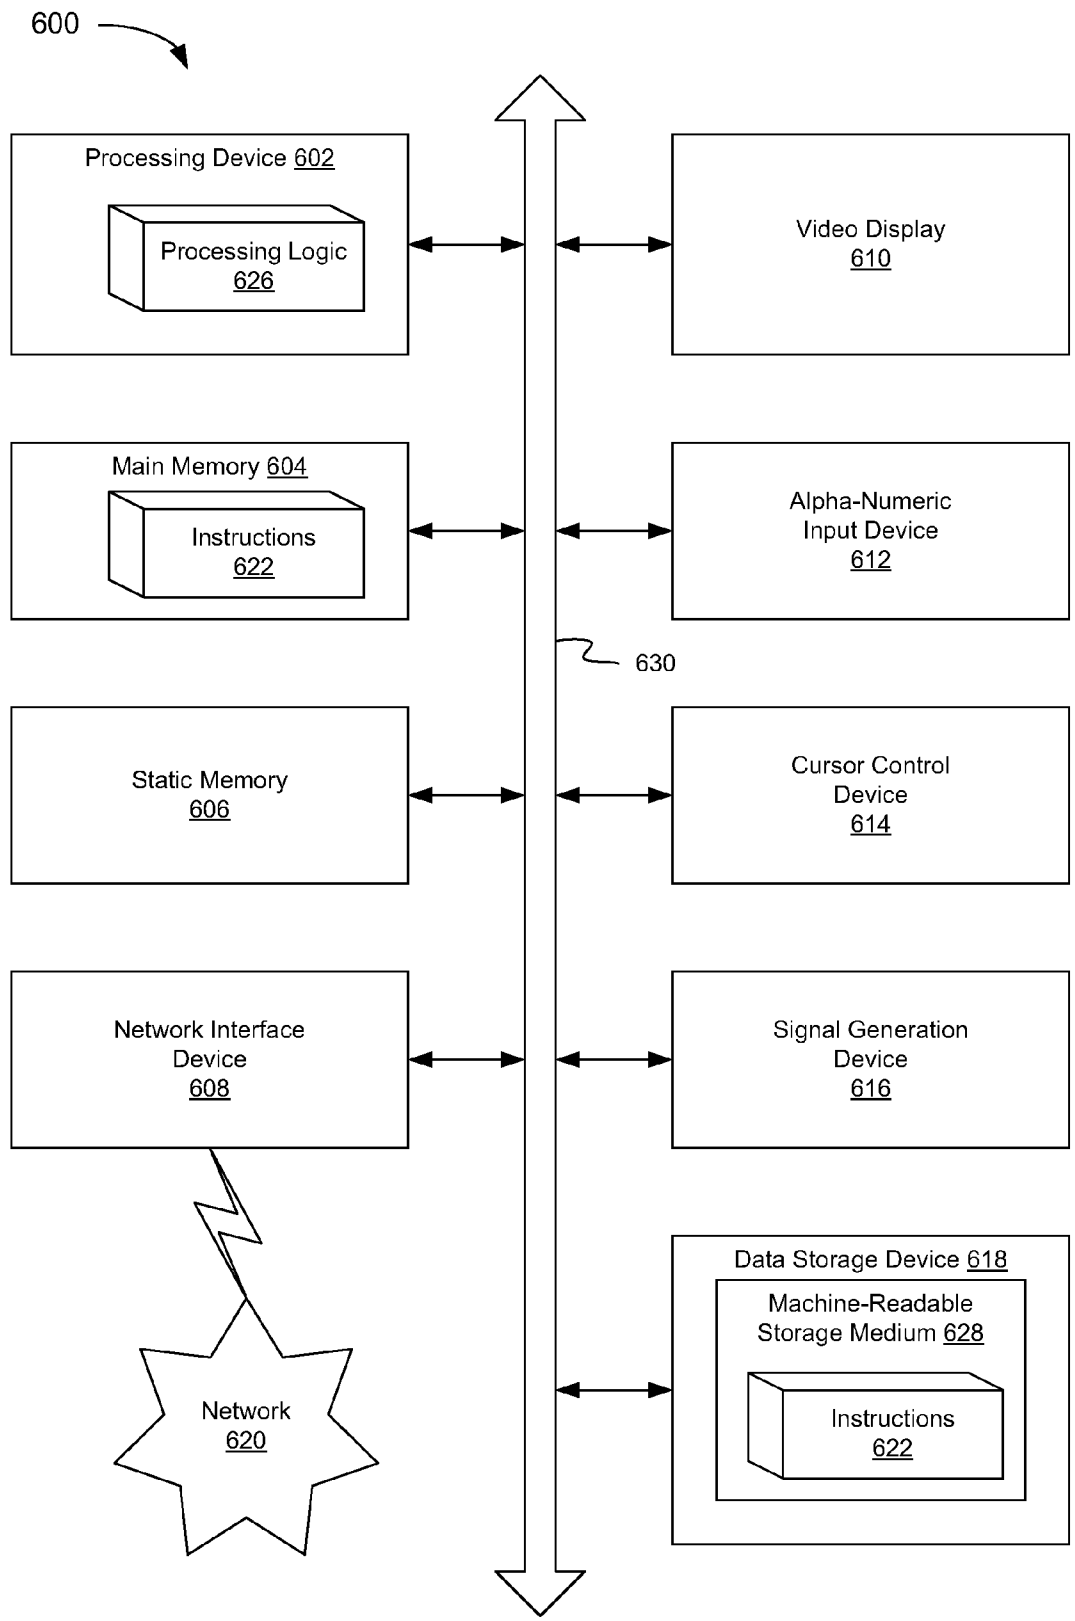 600
Processing Device 602
Processing Logic
626
Video Display
610
Main Memory 604
Instructions
622
Alpha-Numeric
Input Device
612
630
Static Memory
606
Cursor Control
Device
614
Network Interface
Device
608
Signal Generation
Device
616
Data Storage Device 618
Machine-Readable
Storage Medium 628
Instructions
622
Network
620